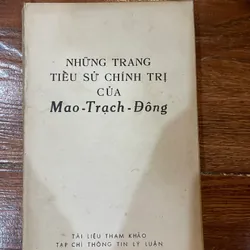 NHỮNG TRANG
TIỂU SỬ CHÍNH TRỊ
CỦA
Mao-Trạch-Đông
TÀI LIỆU THAM KHẢO
TẠP CHÍ THÔNG TIN LÝ LUẬN